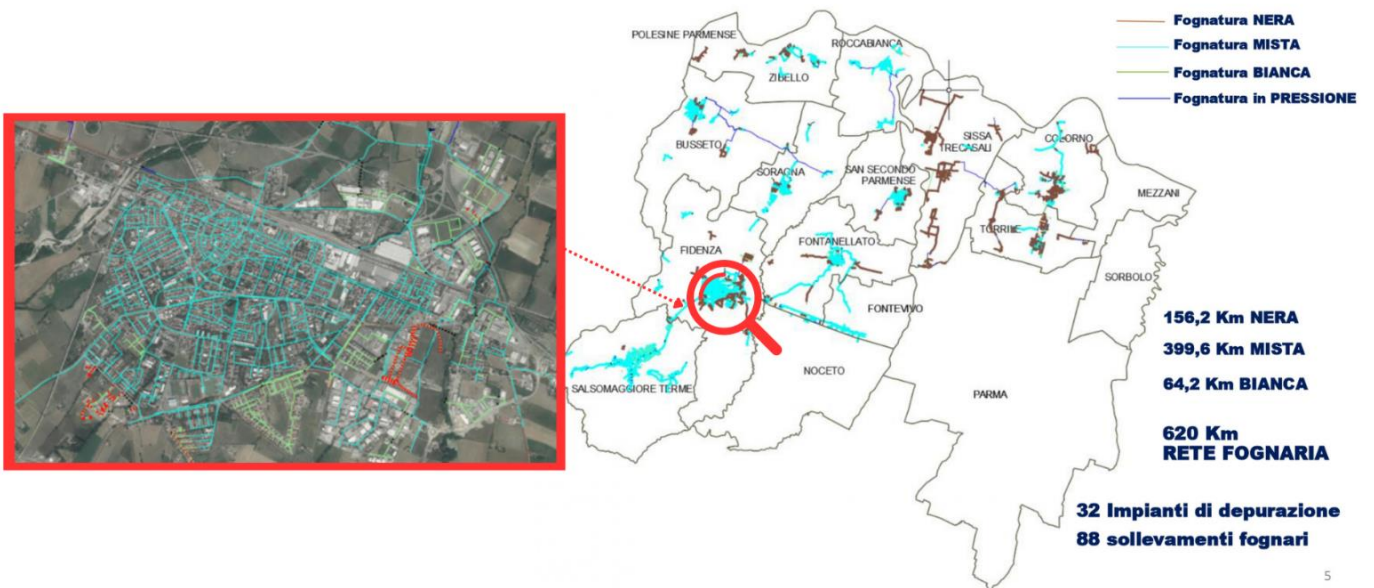 Fognatura NERA
Fognatura MISTA
Fognatura BIANCA
Fognatura in PRESSIONE
POLESINE PARMENSE
ROCCABIANCA
ZIBELLO
BUSSETO
SISSA
TRECASALI
COLORNO
SORAGNA
SAN SECONDO
PARMENSE
MEZZANI
TORRILE
FIDENZA
FONTANELLATO
SORBOLO
FONTEVIVO
NOCETO
SALSOMAGGIORE TERME
PARMA
156,2 Km NERA
399,6 Km MISTA
64,2 Km BIANCA
620 Km
RETE FOGNARIA
32 Impianti di depurazione
88 sollevamenti fognari
5